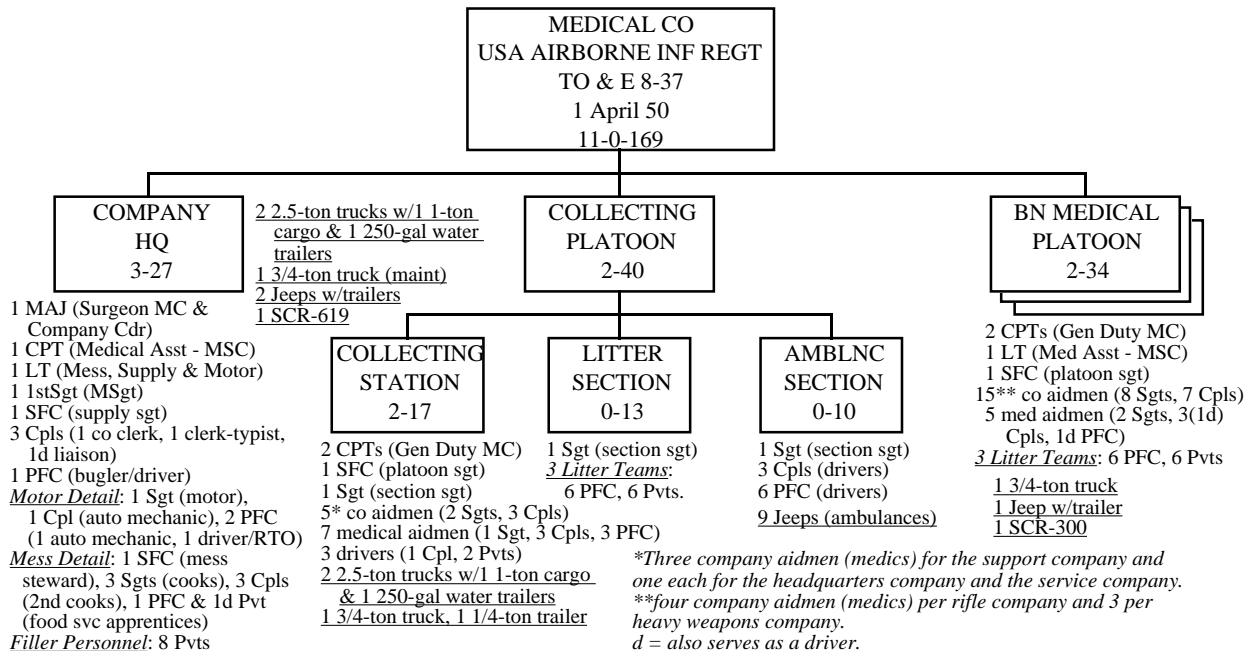 MEDICAL CO
USA AIRBORNE INF REGT
TO & E 8-37
1 April 50
11-0-169
COMPANY
HQ
3-27
1 MAJ (Surgeon MC &
Company Cdr)
1 CPT (Medical Asst - MSC)
1 LT (Mess, Supply & Motor)
1 1stSgt (MSgt)
1 SFC (supply sgt)
3 Cpls (1 co clerk, 1 clerk-typist,
1d liaison)
1 PFC (bugler/driver)
Motor Detail: 1 Sgt (motor),
1 Cpl (auto mechanic), 2 PFC
(1 auto mechanic, 1 driver/RTO)
Mess Detail: 1 SFC (mess
steward), 3 Sgts (cooks), 3 Cpls
(2nd cooks), 1 PFC & 1d Pvt
(food svc apprentices)
Filler Personnel: 8 Pvts
2 2.5-ton trucks w/1 1-ton
cargo & 1 250-gal water
trailers
1 3/4-ton truck (maint)
2 Jeeps w/trailers
1 SCR-619
COLLECTING
PLATOON
2-40
COLLECTING
STATION
2-17
2 CPTs (Gen Duty MC)
1 SFC (platoon sgt)
1 Sgt (section sgt)
5* co aidmen (2 Sgts, 3 Cpls)
7 medical aidmen (1 Sgt, 3 Cpls, 3 PFC)
3 drivers (1 Cpl, 2 Pvts)
2 2.5-ton trucks w/1 1-ton cargo
& 1 250-gal water trailers
1 3/4-ton truck, 1 1/4-ton trailer
LITTER
SECTION
0-13
1 Sgt (section sgt)
3 Litter Teams:
6 PFC, 6 Pvts.
AMBLNC
SECTION
0-10
1 Sgt (section sgt)
3 Cpls (drivers)
6 PFC (drivers)
9 Jeeps (ambulances)
BN MEDICAL
PLATOON
2-34
2 CPTs (Gen Duty MC)
1 LT (Med Asst - MSC)
1 SFC (platoon sgt)
15** co aidmen (8 Sgts, 7 Cpls)
5 med aidmen (2 Sgts, 3(1d)
Cpls, 1d PFC)
3 Litter Teams: 6 PFC, 6 Pvts
1 3/4-ton truck
1 Jeep w/trailer
1 SCR-300
*Three company aidmen (medics) for the support company and
one each for the headquarters company and the service company.
**four company aidmen (medics) per rifle company and 3 per
heavy weapons company.
d = also serves as a driver.